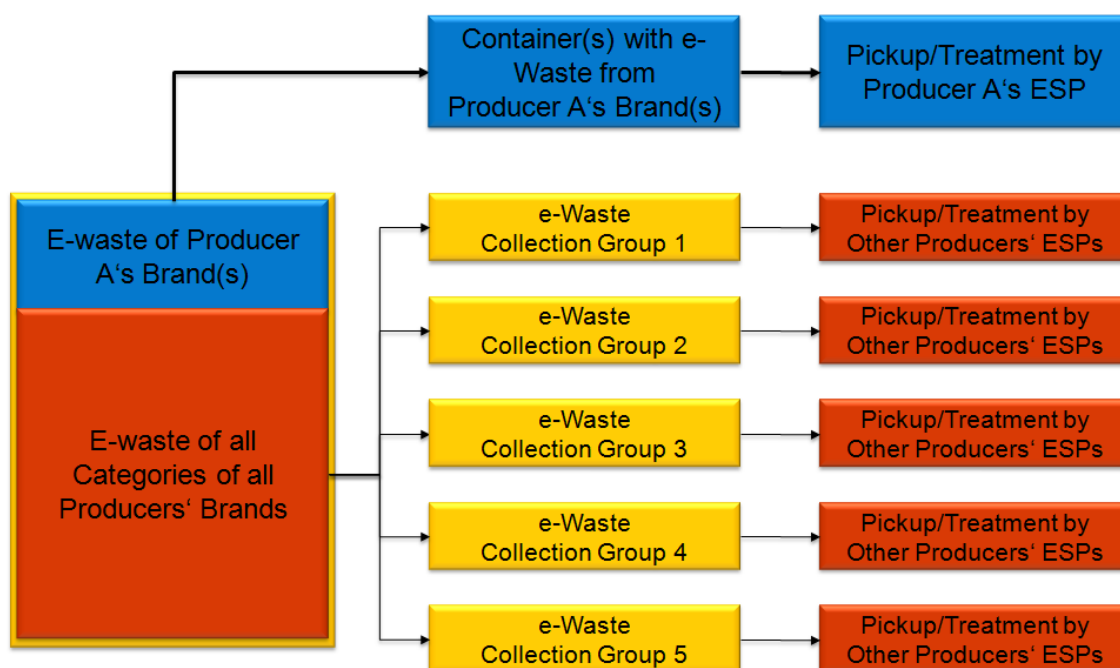 Container(s) with e-
Waste from
Producer A‘s Brand(s)
Pickup/Treatment by
Producer A‘s ESP
E-waste of Producer
A‘s Brand(s)
E-waste of all
Categories of all
Producers‘ Brands
e-Waste
Collection Group 1
Pickup/Treatment by
Other Producers‘ ESPs
e-Waste
Collection Group 2
Pickup/Treatment by
Other Producers‘ ESPs
e-Waste
Collection Group 3
Pickup/Treatment by
Other Producers‘ ESPs
e-Waste
Collection Group 4
Pickup/Treatment by
Other Producers‘ ESPs
e-Waste
Collection Group 5
Pickup/Treatment by
Other Producers‘ ESPs